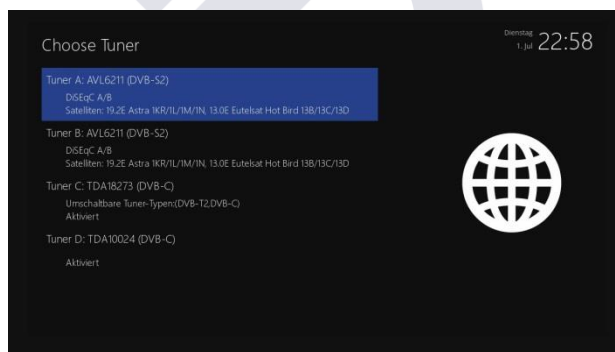 Choose Tuner
Dienstag
1. Jul 22:58
Tuner A: AVL6211 (DVB-S2)
DiSEqC A/B
Satelliten: 19.2E Astra 1KR/1L/1M/1N, 13.0E Eutelsat Hot Bird 13B/13C/13D
Tuner B: AVL6211 (DVB-S2)
DiSEqC A/B
Satelliten: 19.2E Astra 1KR/1L/1M/1N, 13.0E Eutelsat Hot Bird 13B/13C/13D
Tuner C: TDA18273 (DVB-C)
Umschaltbare Tuner-Typen:(DVB-T2,DVB-C)
Aktiviert
Tuner D: TDA10024 (DVB-C)
Aktiviert